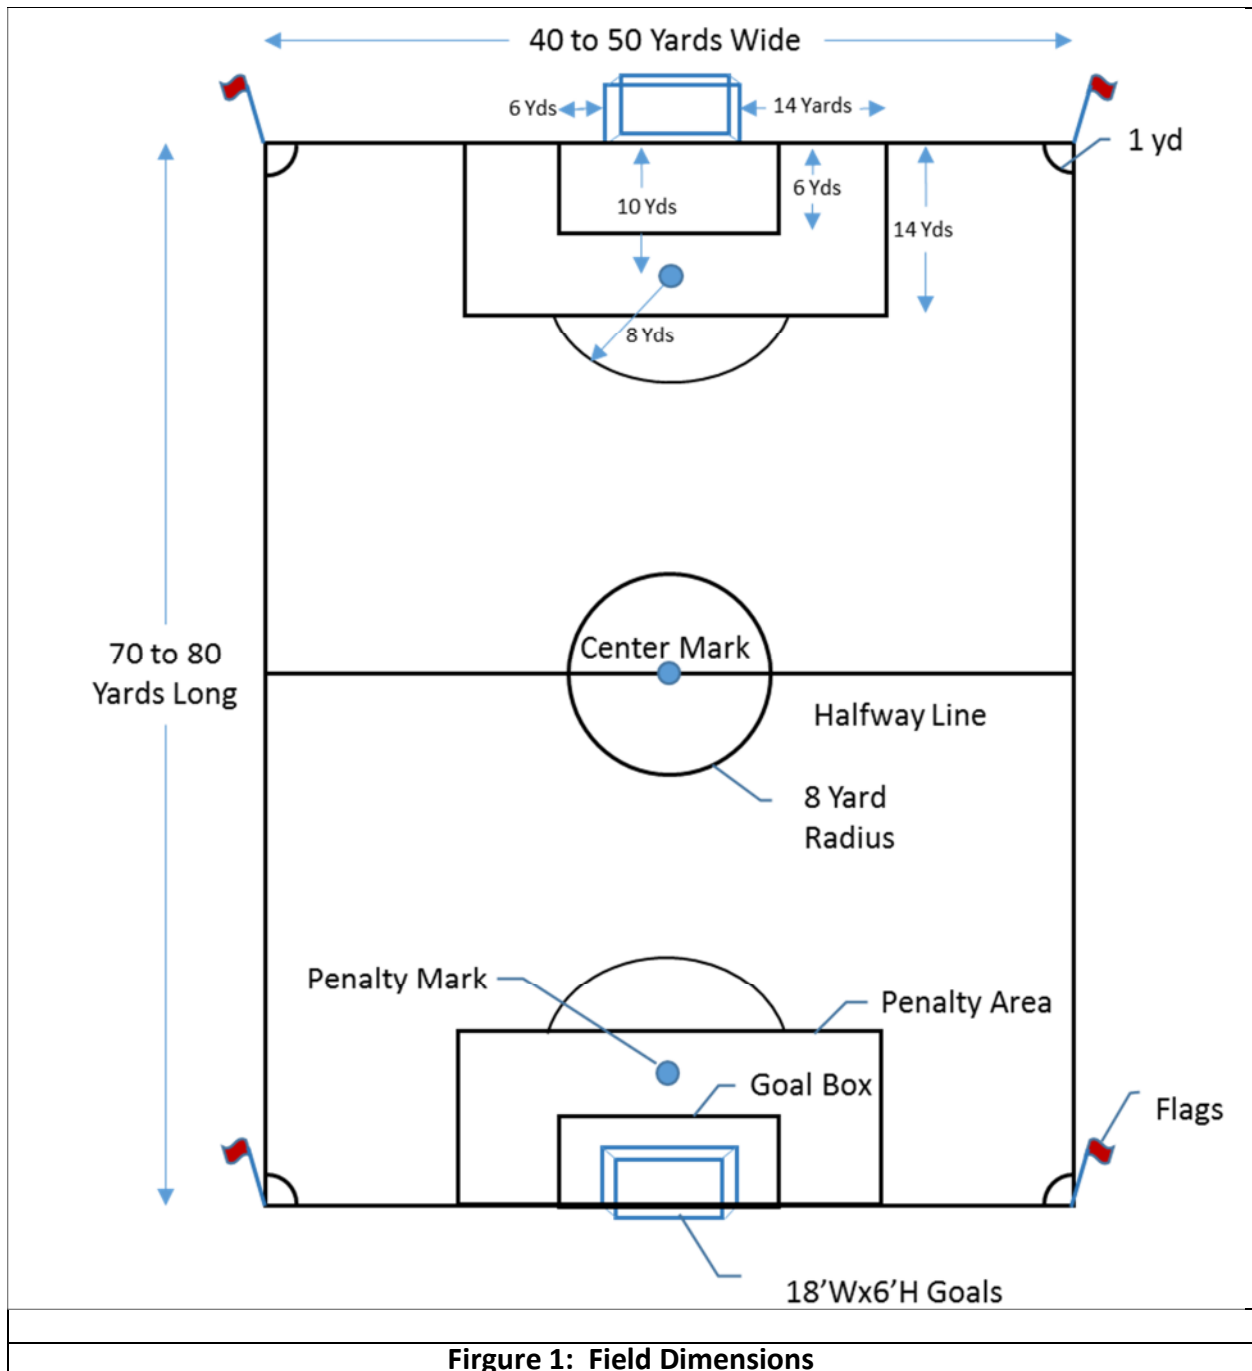 40 to 50 Yards Wide
6 Yds
14 Yards
1 yd
6 Yds
10 Yds
14 Yds
8 Yds
70 to 80
Yards Long
Center Mark
Halfway Line
8 Yard
Radius
Penalty Mark
Penalty Area
Goal Box
Flags
18’Wx6’H Goals
Firgure 1:  Field Dimensions